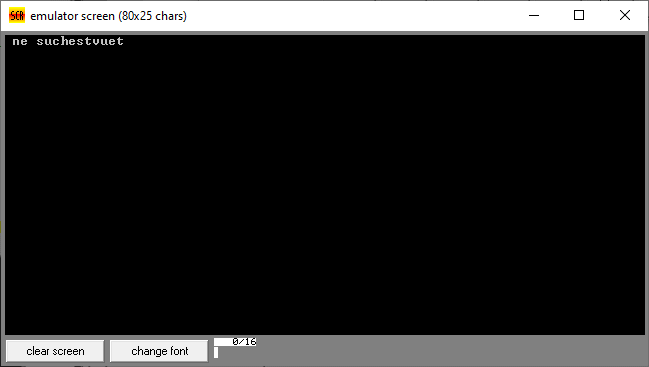 emulator screen (80x25 chars)
ne suchestvuet
clear screen
change font
0/16